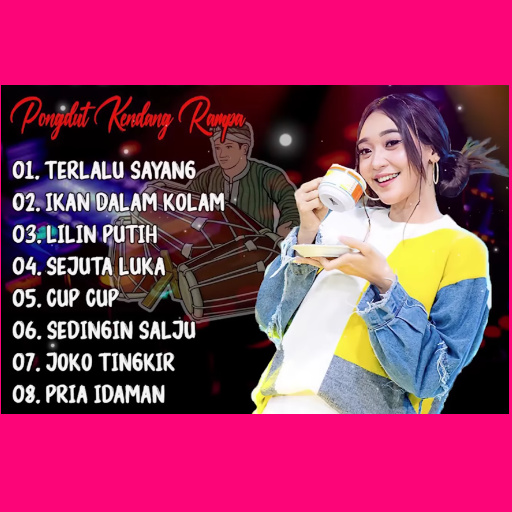 Pongdut Kendang Rampa
01. TERLALU SAYANG
02. IKAN DALAM KOLAM
03. LILIN PUTIH
04. SEJUTA LUKA
05. CUP CUP
06. SEDINGIN SALJU
07. JOKO TINGKIR
08. PRIA IDAMAN